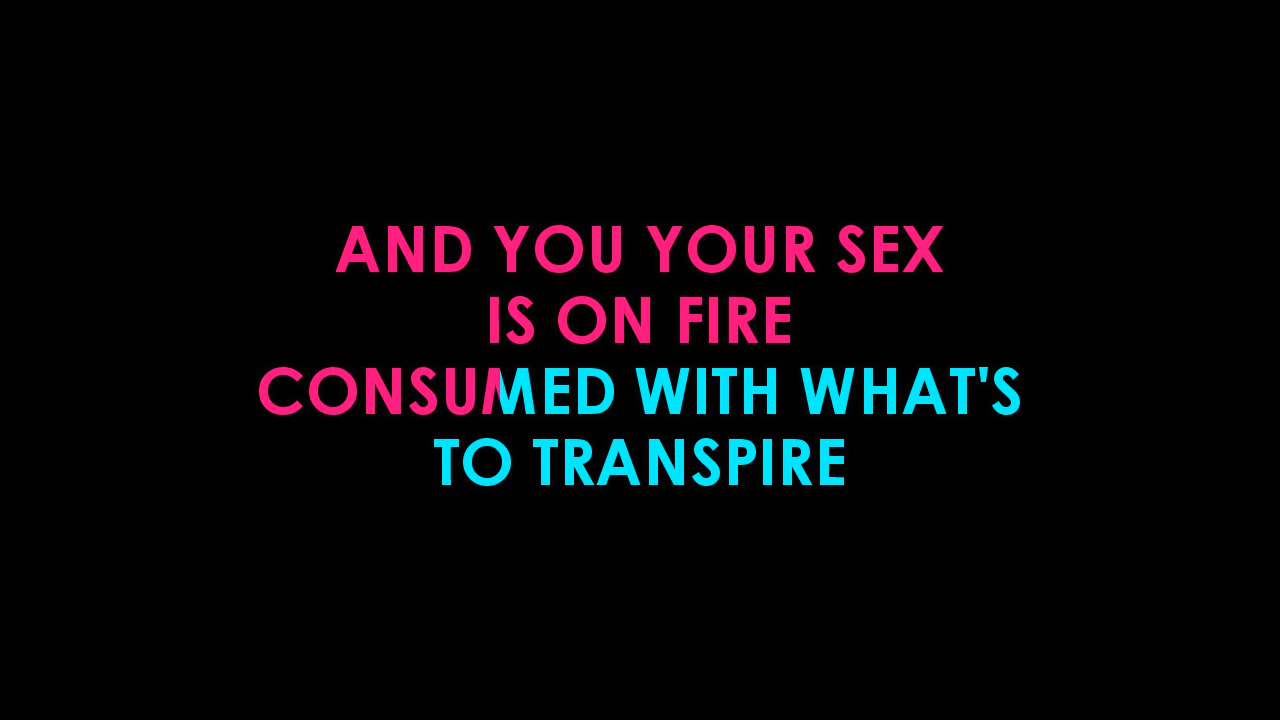 AND YOU YOUR SEX
IS ON FIRE
CONSUMED WITH WHAT'S
TO TRANSPIRE